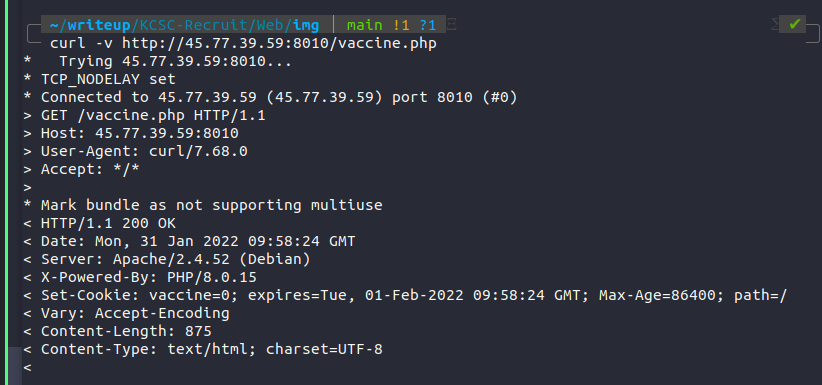 ~/writeup/KCSC-Recruit/Web/img | main !1 ?1 ✔
curl -v http://45.77.39.59:8010/vaccine.php
*   Trying 45.77.39.59:8010...
* TCP_NODELAY set
* Connected to 45.77.39.59 (45.77.39.59) port 8010 (#0)
> GET /vaccine.php HTTP/1.1
> Host: 45.77.39.59:8010
> User-Agent: curl/7.68.0
> Accept: */*
>
* Mark bundle as not supporting multiuse
< HTTP/1.1 200 OK
< Date: Mon, 31 Jan 2022 09:58:24 GMT
< Server: Apache/2.4.52 (Debian)
< X-Powered-By: PHP/8.0.15
< Set-Cookie: vaccine=0; expires=Tue, 01-Feb-2022 09:58:24 GMT; Max-Age=86400; path=/
< Vary: Accept-Encoding
< Content-Length: 875
< Content-Type: text/html; charset=UTF-8
<